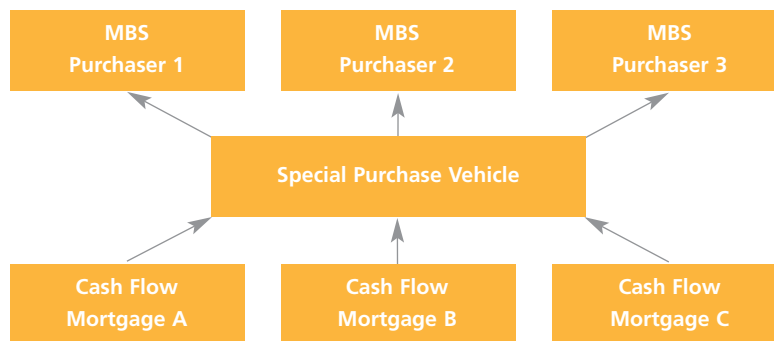 MBS
Purchaser 1
MBS
Purchaser 2
MBS
Purchaser 3
Special Purchase Vehicle
Cash Flow
Mortgage A
Cash Flow
Mortgage B
Cash Flow
Mortgage C